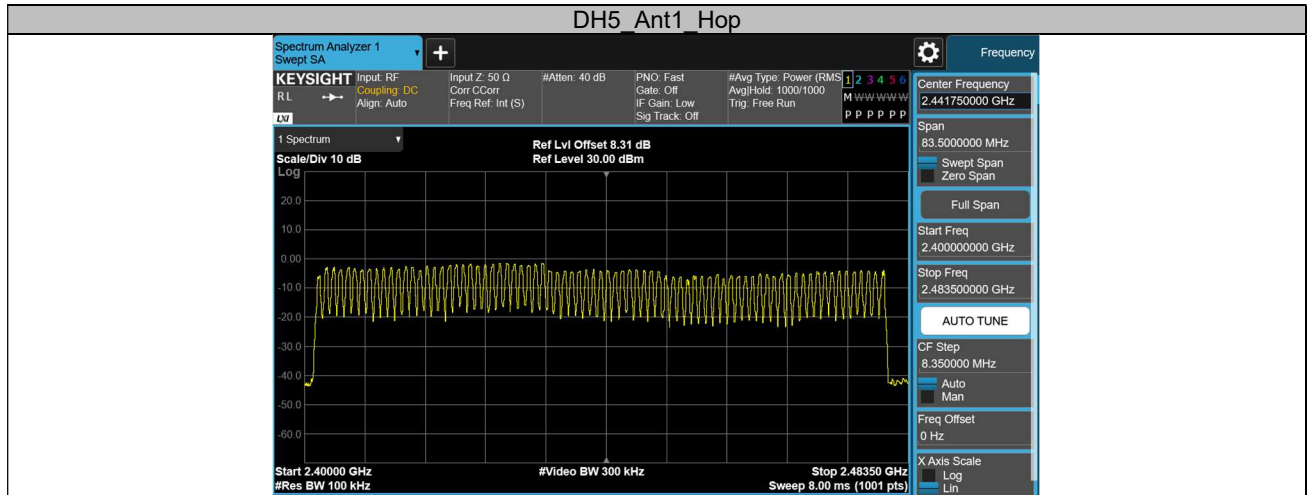 DH5_Ant1_Hop
Spectrum Analyzer 1
Swept SA
Frequency
KEYSIGHT
RL
LXI
Input: RF
Coupling: DC
Align: Auto
Input Z: 50 Ω
Corr CCorr
Freq Ref: Int (S)
#Atten: 40 dB
PNO: Fast
Gate: Off
IF Gain: Low
Sig Track: Off
#Avg Type: Power (RMS
Avg|Hold: 1000/1000
Trig: Free Run
1 2 3 4 5 6
M W W W W W
P P P P P P
1 Spectrum
Scale/Div 10 dB
Log
Ref Lvl Offset 8.31 dB
Ref Level 30.00 dBm
20.0
10.0
0.00
-10.0
-20.0
-30.0
-40.0
-50.0
-60.0
Start 2.40000 GHz
#Res BW 100 kHz
#Video BW 300 kHz
Stop 2.48350 GHz
Sweep 8.00 ms (1001 pts)
Center Frequency
2.441750000 GHz
Span
83.5000000 MHz
Swept Span
Zero Span
Full Span
Start Freq
2.400000000 GHz
Stop Freq
2.483500000 GHz
AUTO TUNE
CF Step
8.350000 MHz
Auto
Man
Freq Offset
0 Hz
X Axis Scale
Log
Lin